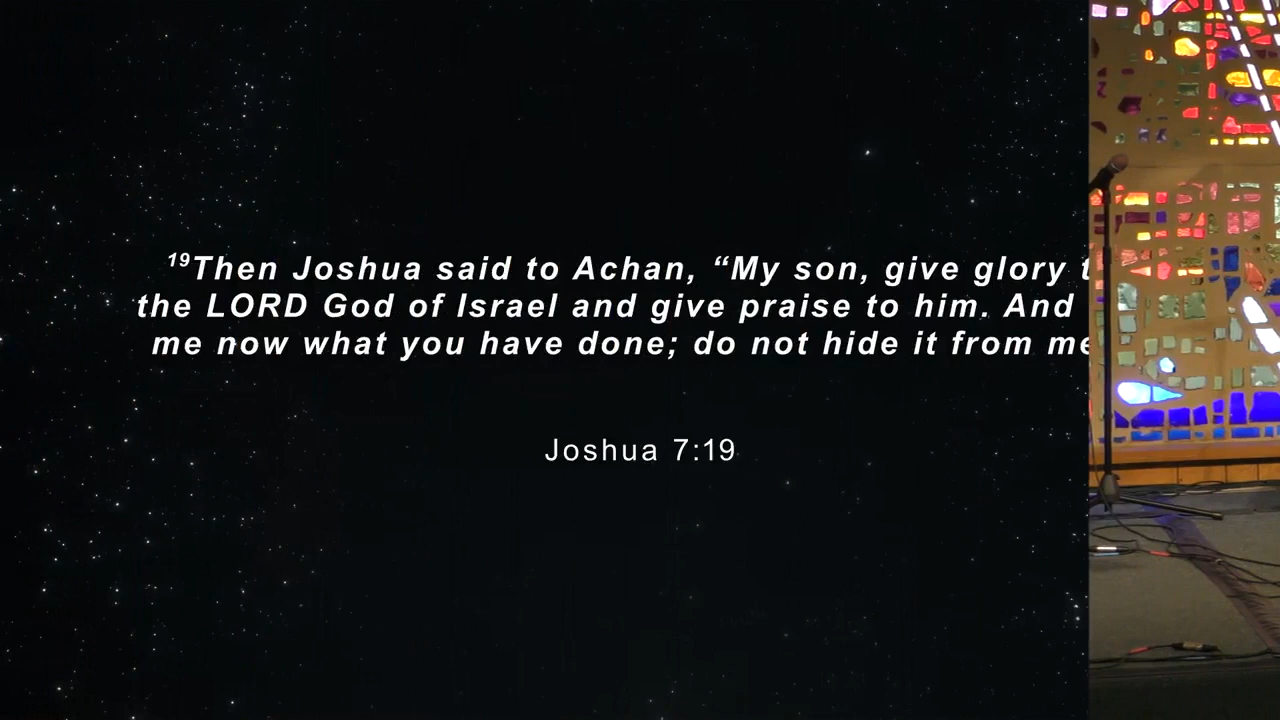 ¹⁹Then Joshua said to Achan, “My son, give glory t
the LORD God of Israel and give praise to him. And
me now what you have done; do not hide it from me
Joshua 7:19